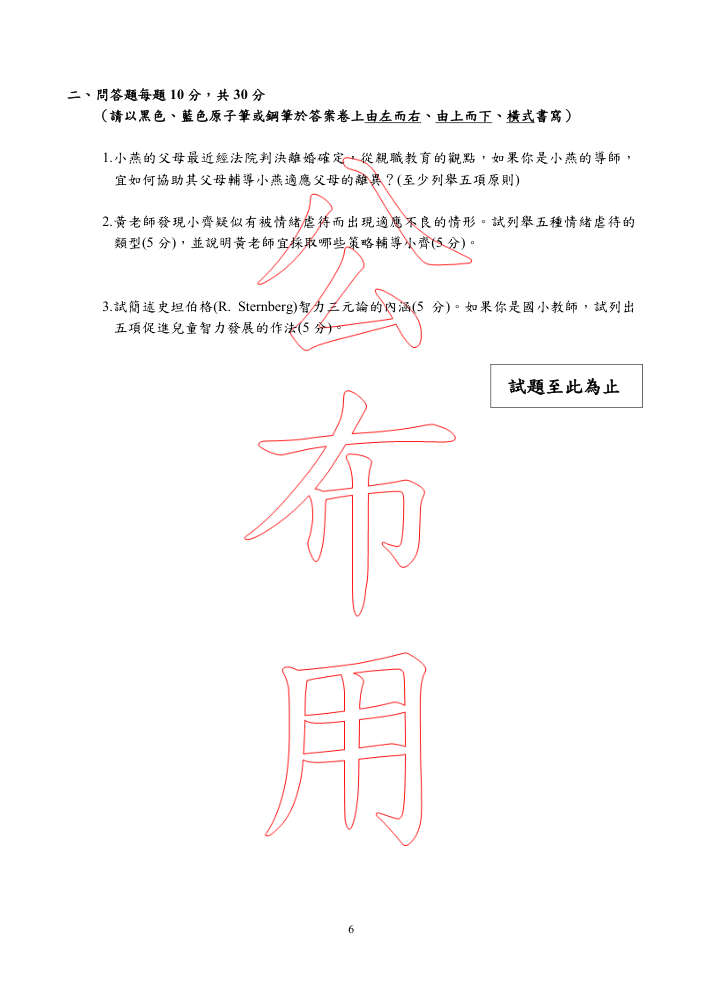 二、問答題每題 10 分，共 30 分
（請以黑色、藍色原子筆或鋼筆於答案卷上由左而右、由上而下、橫式書寫）
1.小燕的父母最近經法院判決離婚確定，從親職教育的觀點，如果你是小燕的導師，
宜如何協助其父母輔導小燕適應父母的離異？(至少列舉五項原則)
2.黃老師發現小齊疑似有被情緒虐待而出現適應不良的情形。試列舉五種情緒虐待的
類型(5 分)，並說明黃老師宜採取哪些策略輔導小齊(5 分)。
3.試簡述史坦伯格(R. Sternberg)智力三元論的內涵(5 分)。如果你是國小教師，試列出
五項促進兒童智力發展的作法(5 分)。
試題至此為止
公
布
用
6